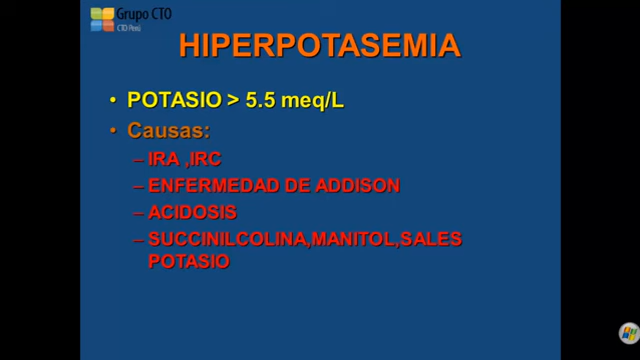 Grupo CTO
CTO Perú
HIPERPOTASEMIA
• POTASIO > 5.5 meq/L
• Causas:
– IRA ,IRC
– ENFERMEDAD DE ADDISON
– ACIDOSIS
– SUCCINILCOLINA,MANITOL,SALES
POTASIO